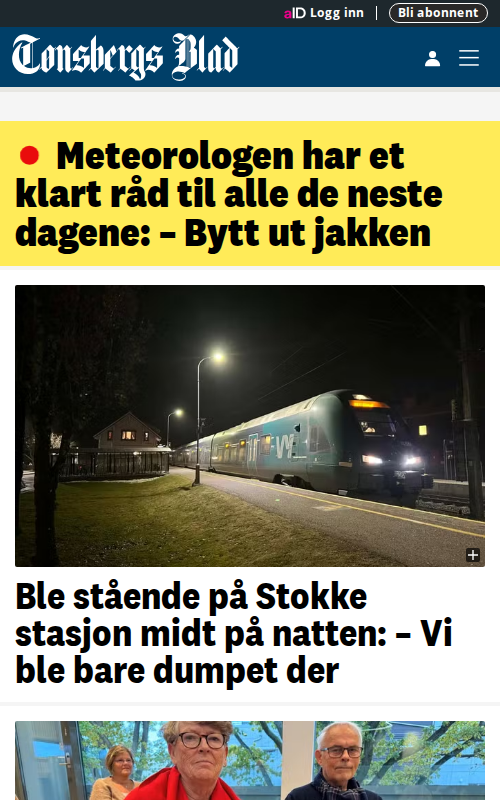 aID Logg inn
Bli abonnent
Tønsbergs Blad
Meteorologen har et
klart råd til alle de neste
dagene: – Bytt ut jakken
Vy
Ble stående på Stokke
stasjon midt på natten: – Vi
ble bare dumpet der